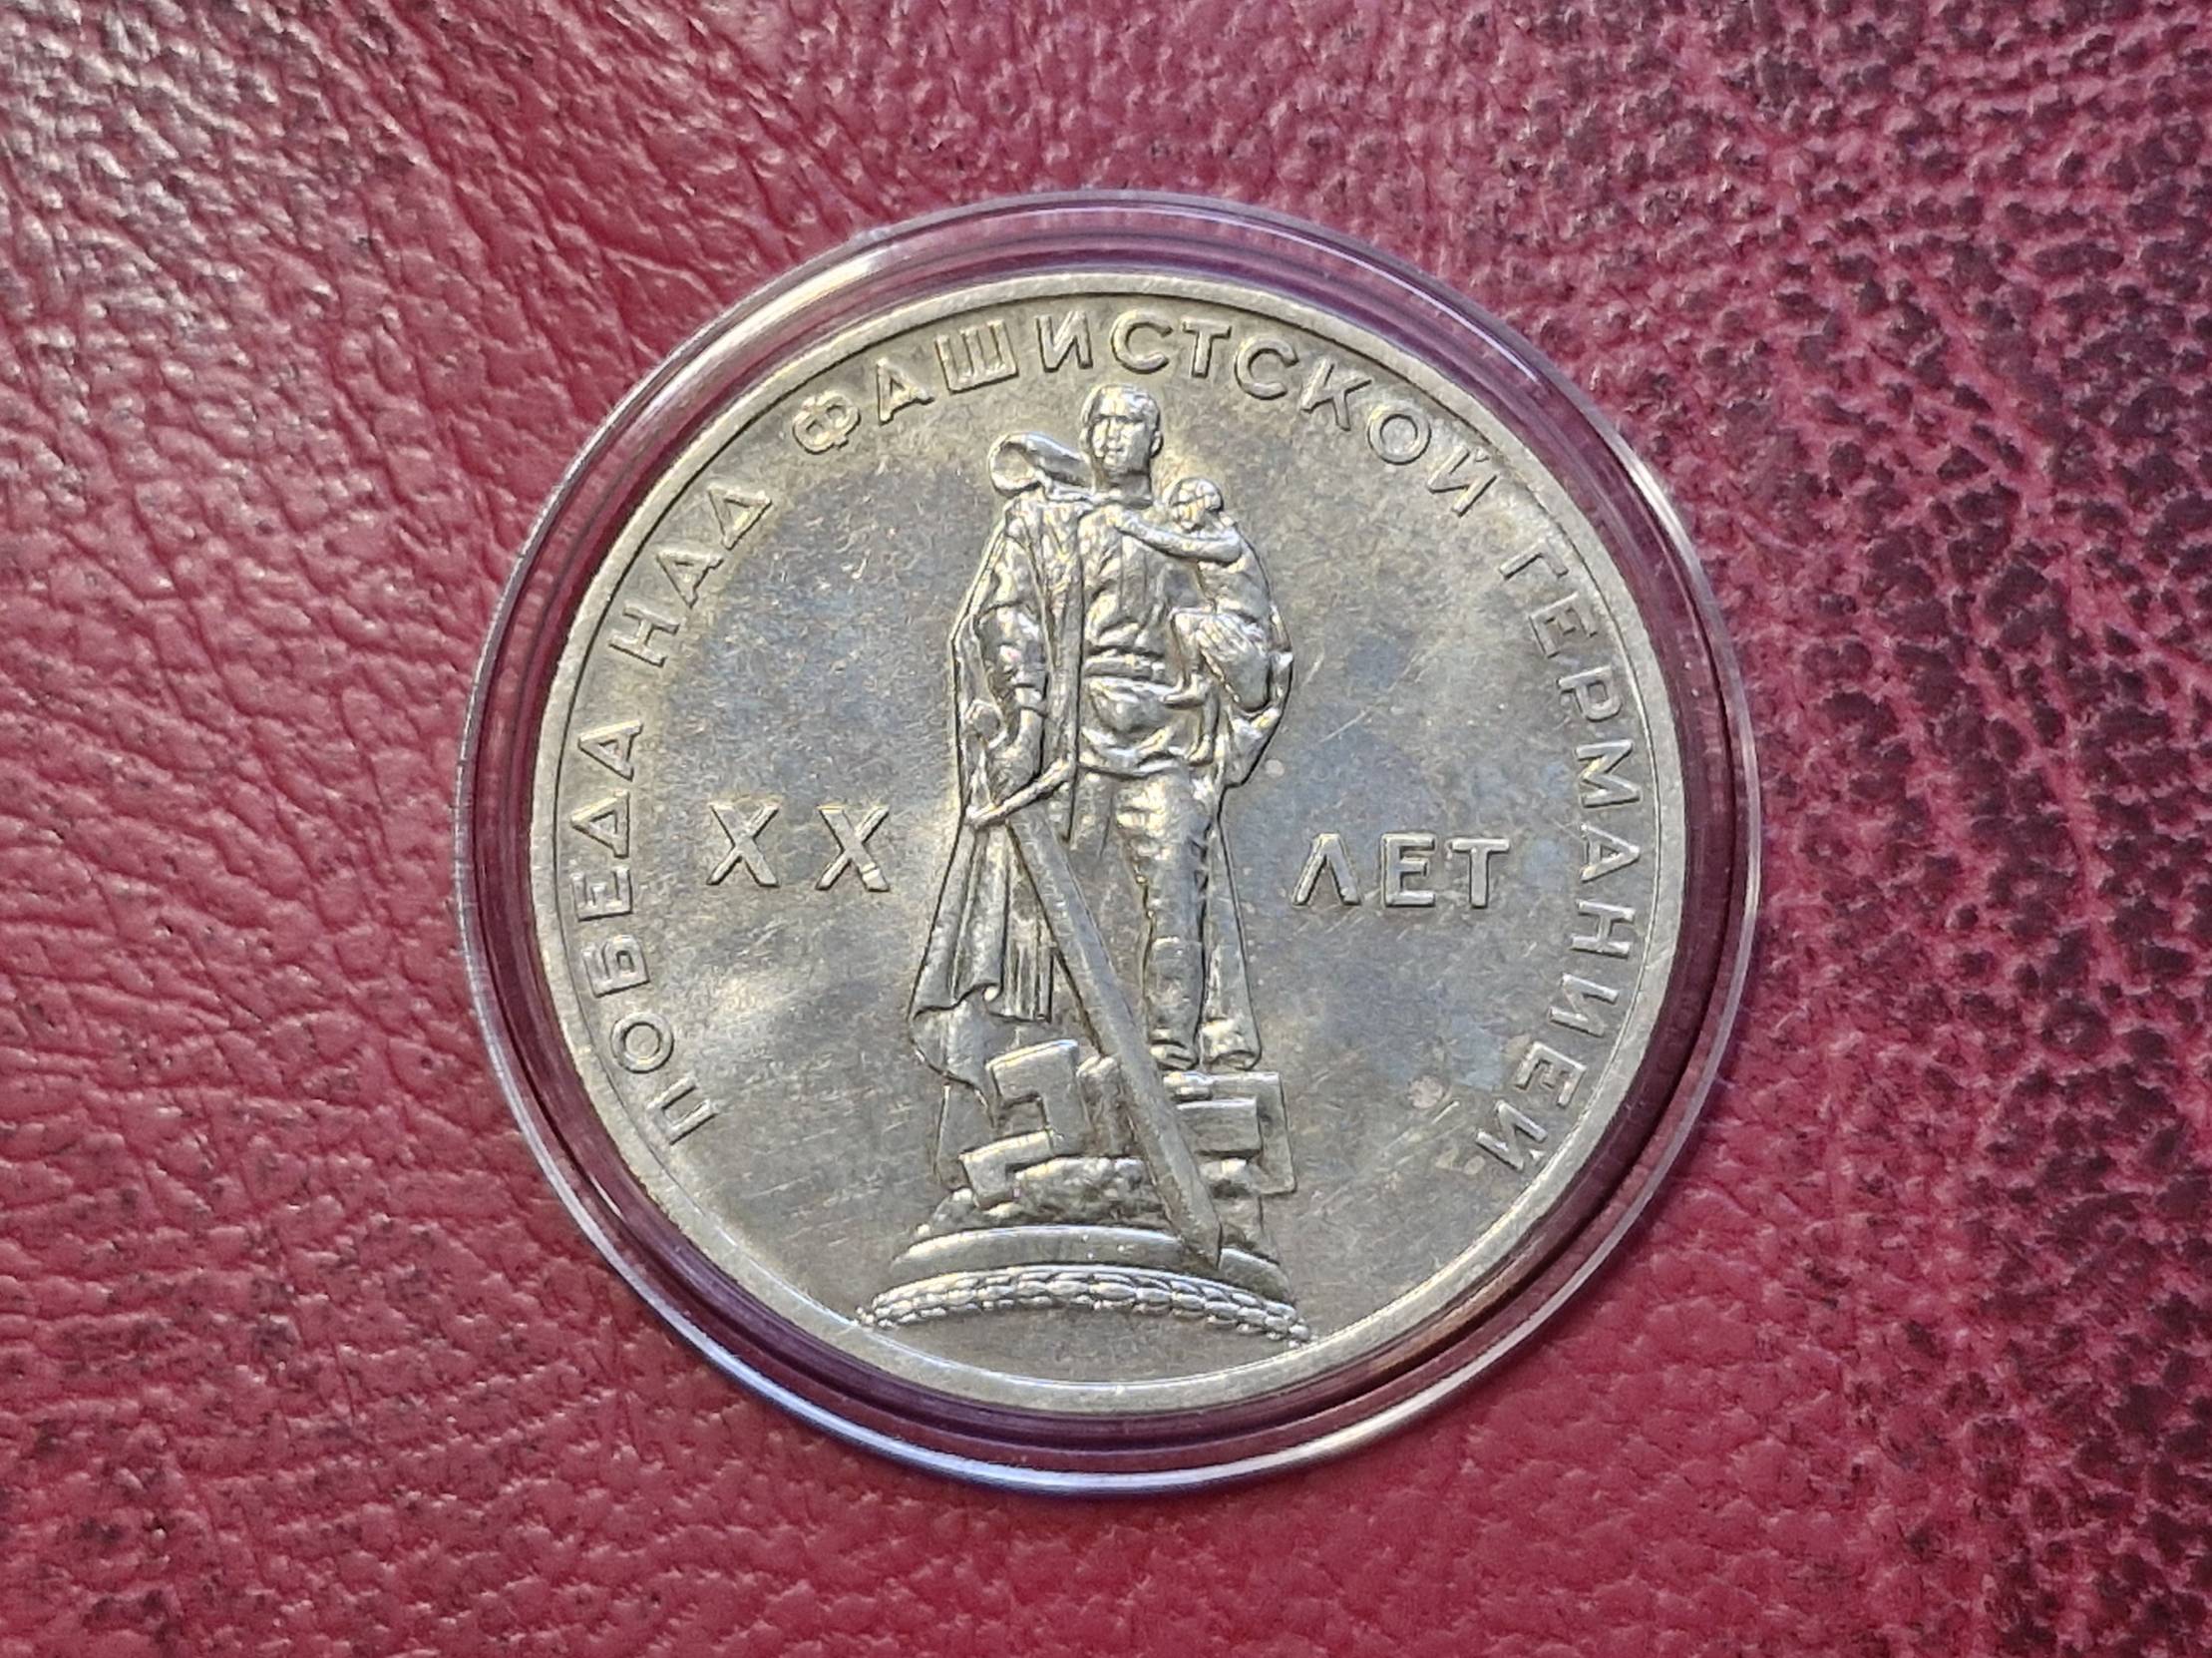 ПОБЕДА НАД ФАШИСТСКОЙ ГЕРМАНИЕЙ
XX ЛЕТ